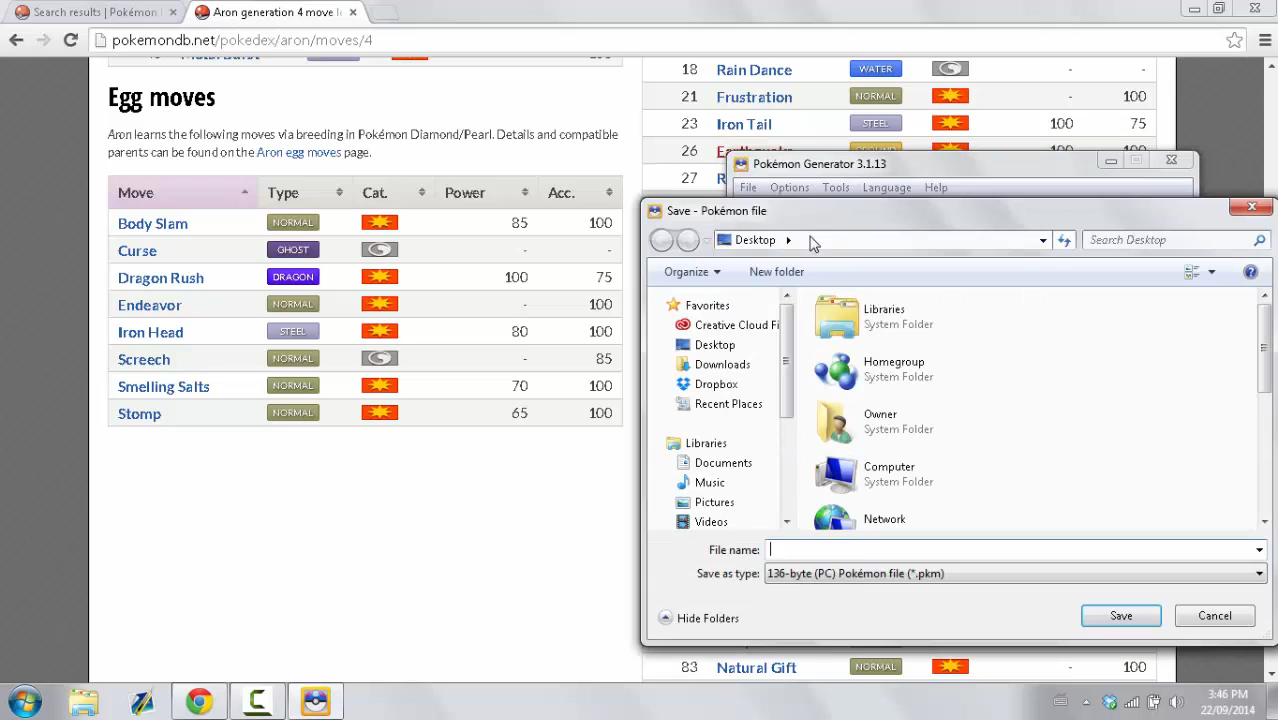 Search results | Pokémon
Aron generation 4 move l
pokemondb.net/pokedex/aron/moves/4
Egg moves
Aron learns the following moves via breeding in Pokémon Diamond/Pearl. Details and compatible
parents can be found on the Aron egg moves page.
Move Type Cat. Power Acc.
Body Slam NORMAL 85 100
Curse GHOST - -
Dragon Rush DRAGON 100 75
Endeavor NORMAL - 100
Iron Head STEEL 80 100
Screech NORMAL - 85
Smelling Salts NORMAL 70 100
Stomp NORMAL 65 100
18 Rain Dance WATER - -
21 Frustration NORMAL - 100
23 Iron Tail STEEL 100 75
26 Earthquake 100 100
27 R
Pokémon Generator 3.1.13
File Options Tools Language Help
Save - Pokémon file
Desktop
Search Desktop
Organize New folder
Favorites
Creative Cloud Fi
Desktop
Downloads
Dropbox
Recent Places
Libraries
Documents
Music
Pictures
Videos
Libraries
System Folder
Homegroup
System Folder
Owner
System Folder
Computer
System Folder
Network
File name:
Save as type: 136-byte (PC) Pokémon file (*.pkm)
Hide Folders
Save Cancel
83 Natural Gift NORMAL - 100
3:46 PM
22/09/2014